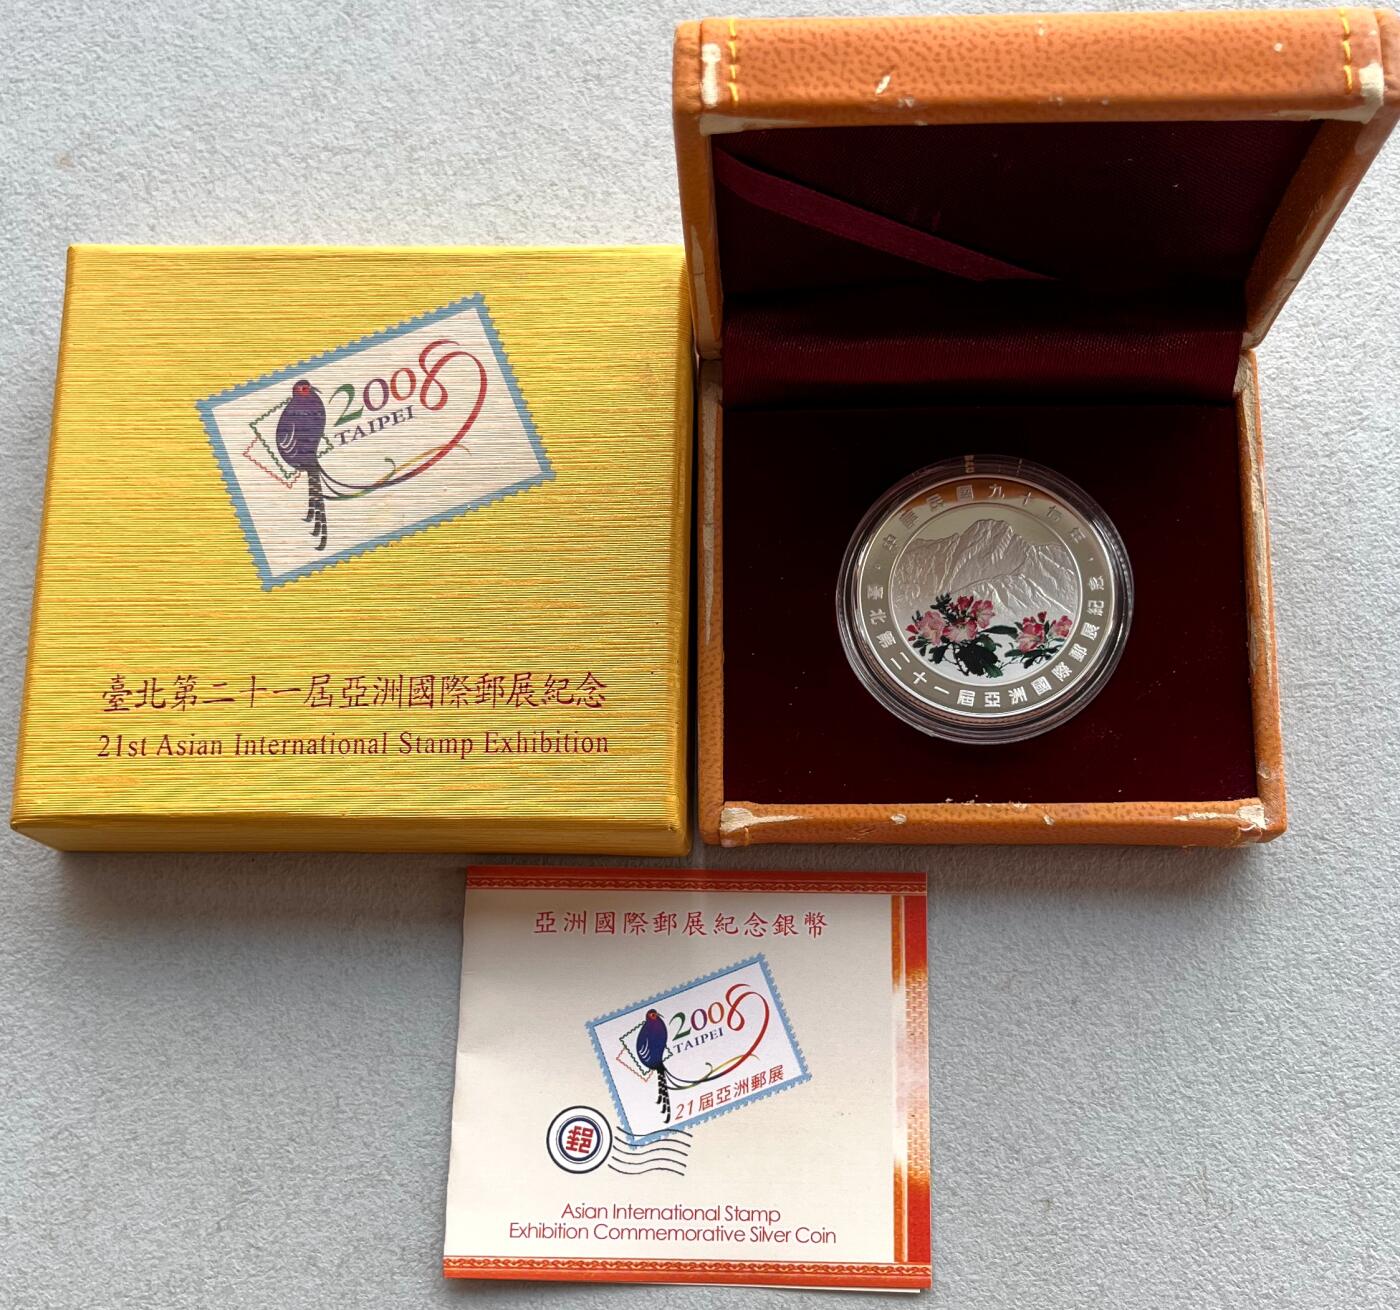 2008
TAIPEI
臺北第二十一屆亞洲國際郵展紀念
21st Asian International Stamp Exhibition
中華民國九十七年
臺北第二十一屆亞洲國際郵展紀念
亞洲國際郵展紀念銀幣
2008
TAIPEI
21屆亞洲郵展
郵
Asian International Stamp
Exhibition Commemorative Silver Coin